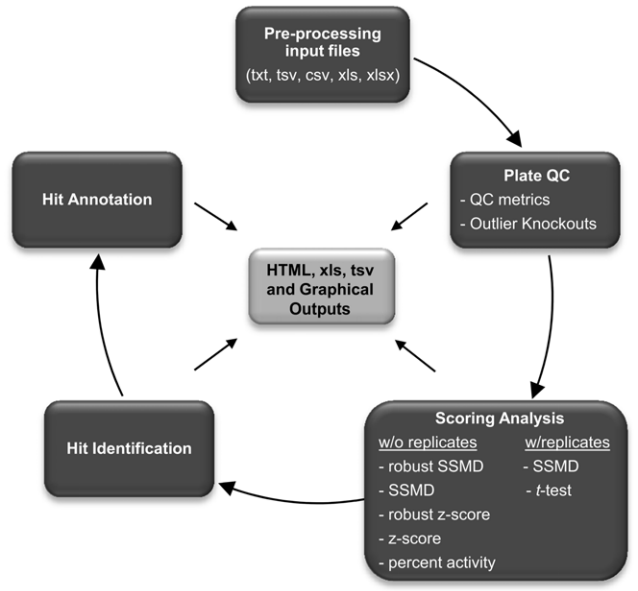 Pre-processing
input files
(txt, tsv, csv, xls, xlsx)
Plate QC
- QC metrics
- Outlier Knockouts
Hit Annotation
HTML, xls, tsv
and Graphical
Outputs
Scoring Analysis
w/o replicates
- robust SSMD
- SSMD
- robust z-score
- z-score
- percent activity
w/replicates
- SSMD
- t-test
Hit Identification